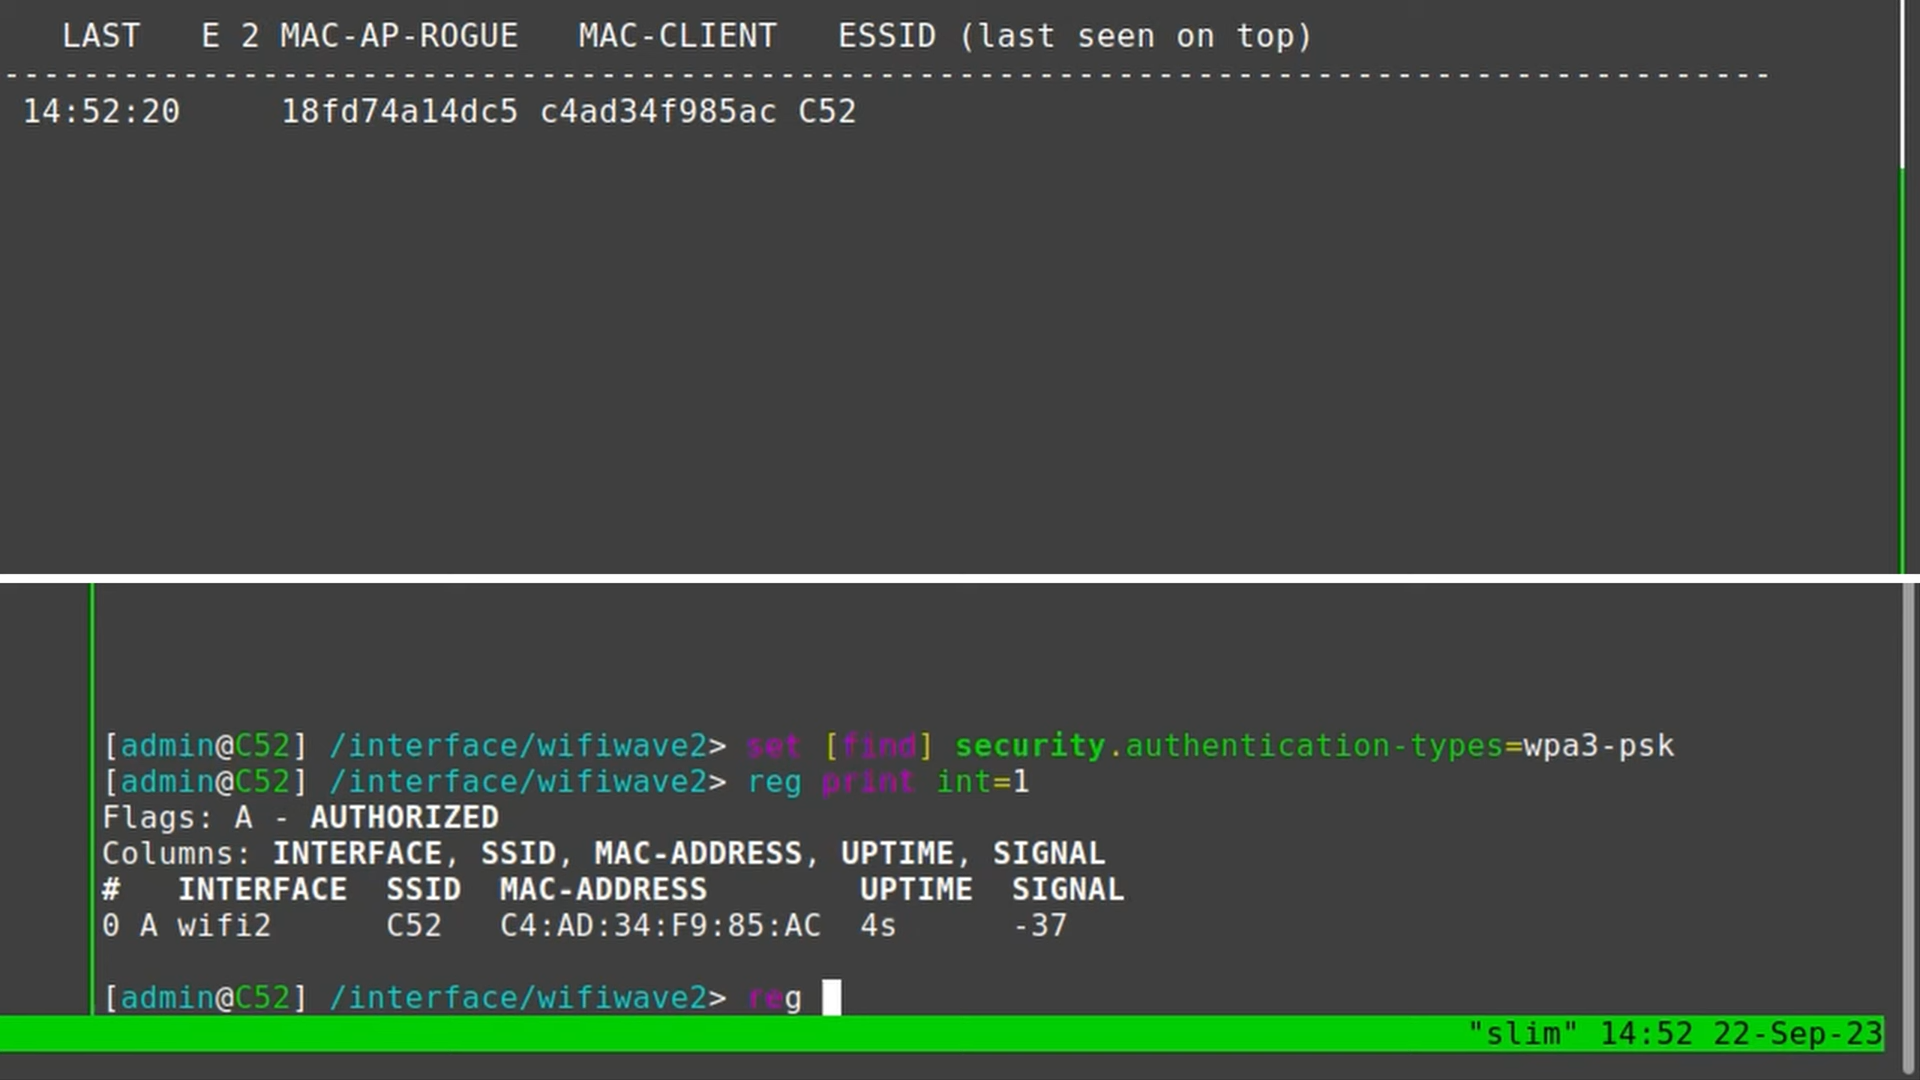 LAST E 2 MAC-AP-ROGUE MAC-CLIENT ESSID (last seen on top)
------------------------------------------------------------------------------------------
14:52:20 18fd74a14dc5 c4ad34f985ac C52
[admin@C52] /interface/wifiwave2> set [find] security.authentication-types=wpa3-psk
[admin@C52] /interface/wifiwave2> reg print int=1
Flags: A - AUTHORIZED
Columns: INTERFACE, SSID, MAC-ADDRESS, UPTIME, SIGNAL
# INTERFACE SSID MAC-ADDRESS UPTIME SIGNAL
0 A wifi2 C52 C4:AD:34:F9:85:AC 4s -37
[admin@C52] /interface/wifiwave2> reg
"slim" 14:52 22-Sep-23